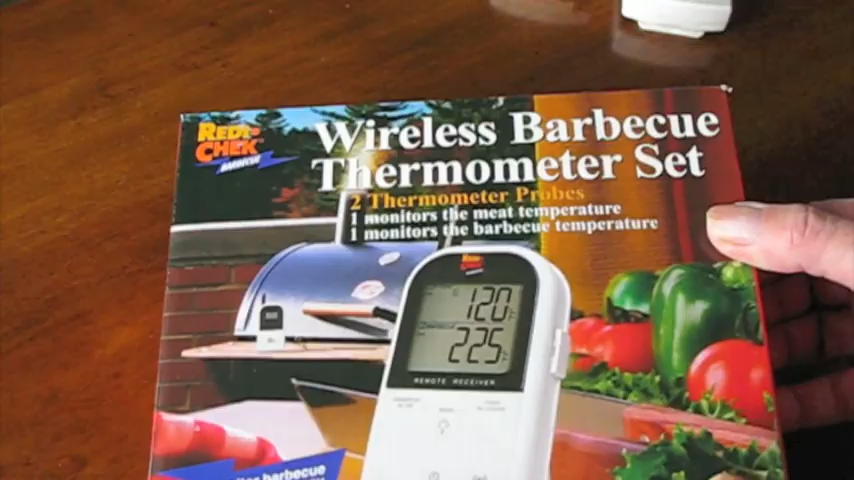 REDI-
CHEK
BARBECUE
Wireless Barbecue
Thermometer Set
2 Thermometer Probes
1 monitors the meat temperature
1 monitors the barbecue temperature
120
225
REMOTE RECEIVER
barbecue